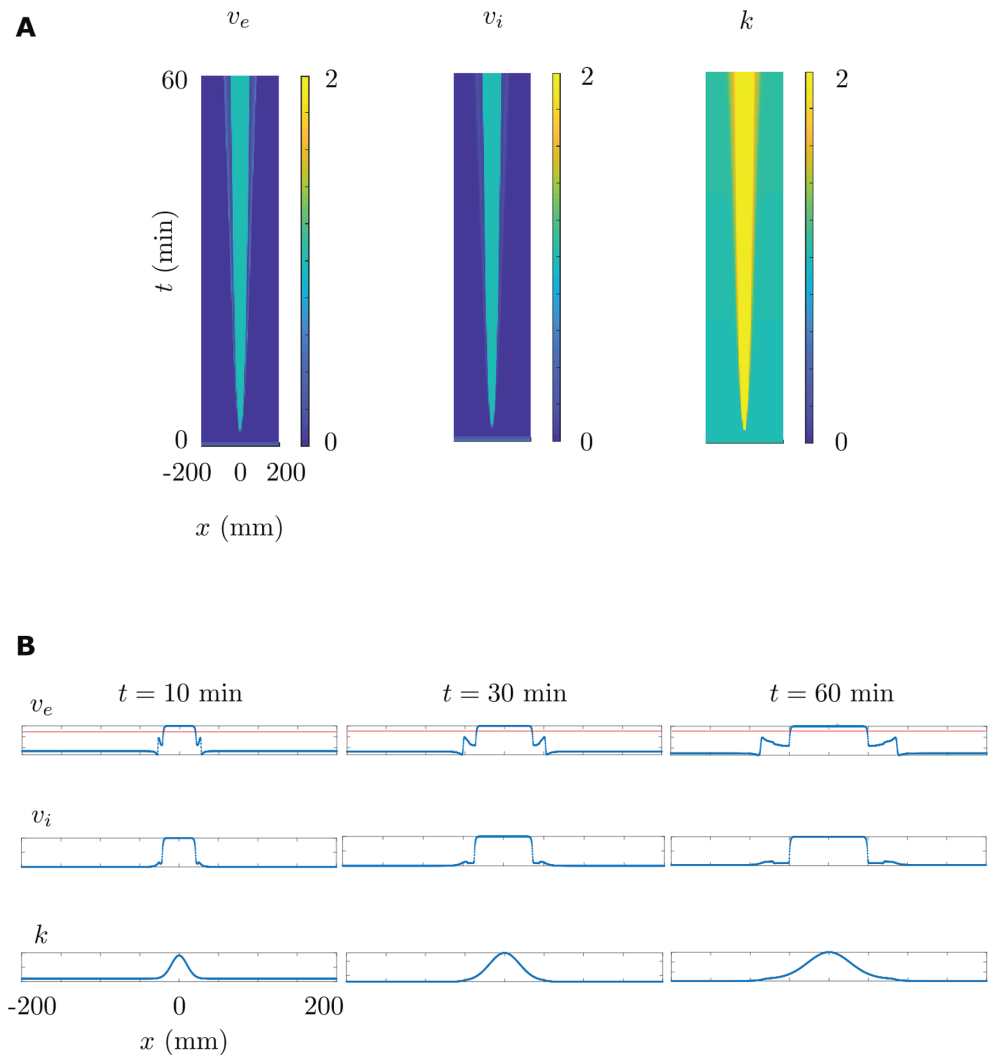 A
v_e v_i k
60 2 2 2
t (min)
0 0 0 0
-200 0 200
x (mm)
B
t = 10 min t = 30 min t = 60 min
v_e
v_i
k
-200 0 200
x (mm)